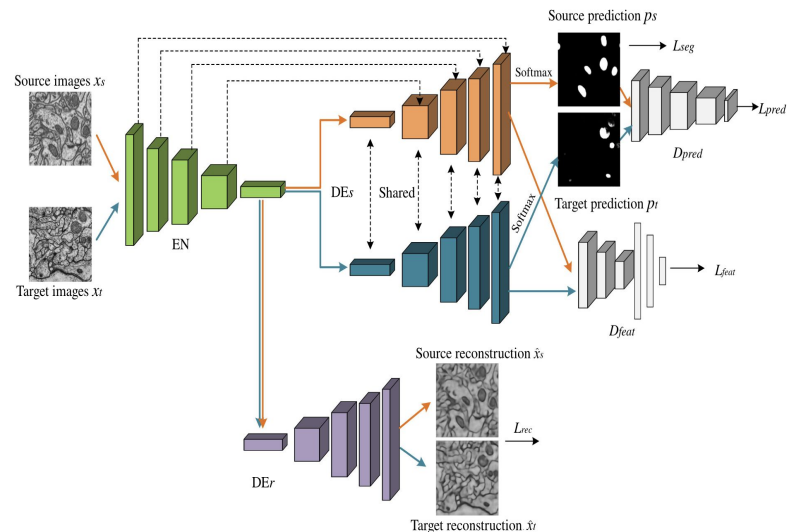 Source prediction ps
Lseg
Softmax
Source images xs
Lpred
Dpred
DEs
Shared
Target prediction pt
EN
Softmax
Target images xt
Lfeat
Dfeat
Source reconstruction x̂s
Lrec
DEr
Target reconstruction x̂t